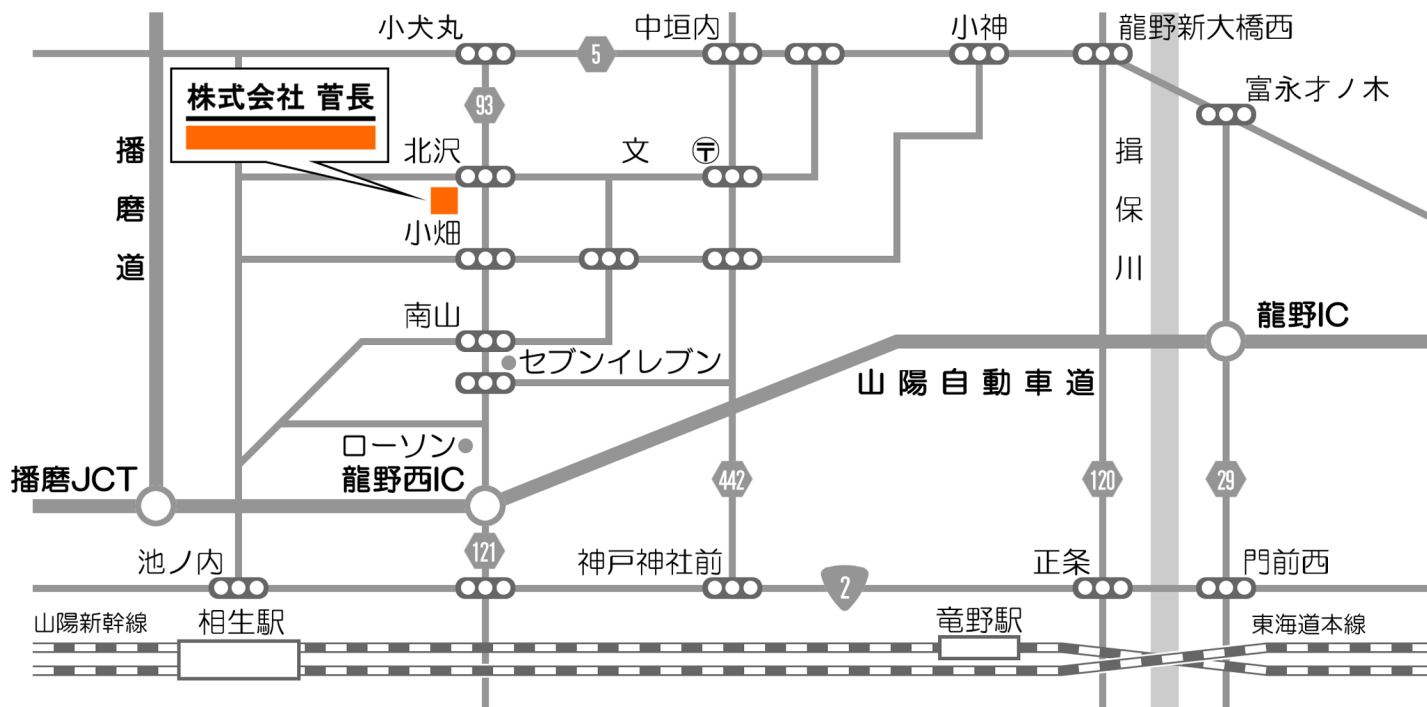 小犬丸
中垣内
小神
龍野新大橋西
5
富永才ノ木
株式会社 菅長
93
播磨道
北沢
文
〒
揖保川
小畑
南山
龍野IC
セブンイレブン
山陽自動車道
ローソン
播磨JCT
龍野西IC
442
120
29
121
池ノ内
神戸神社前
2
正条
門前西
山陽新幹線
相生駅
竜野駅
東海道本線